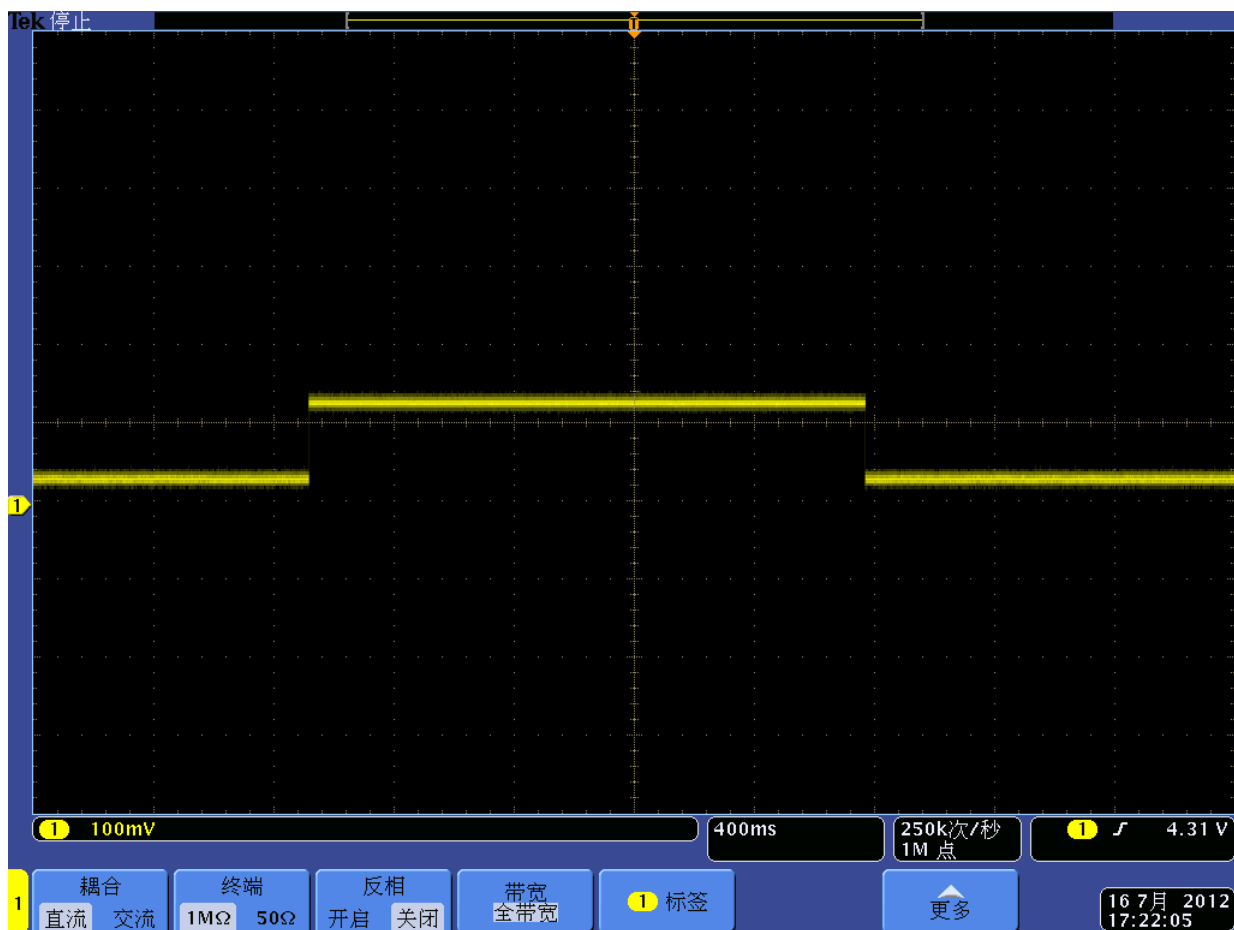 Tek 停止
T
1
1 100mV
400ms
250k次/秒
1M 点
1 4.31 V
1
耦合
直流 交流
终端
1MΩ 50Ω
反相
开启 关闭
带宽
全带宽
1 标签
更多
16 7月 2012
17:22:05